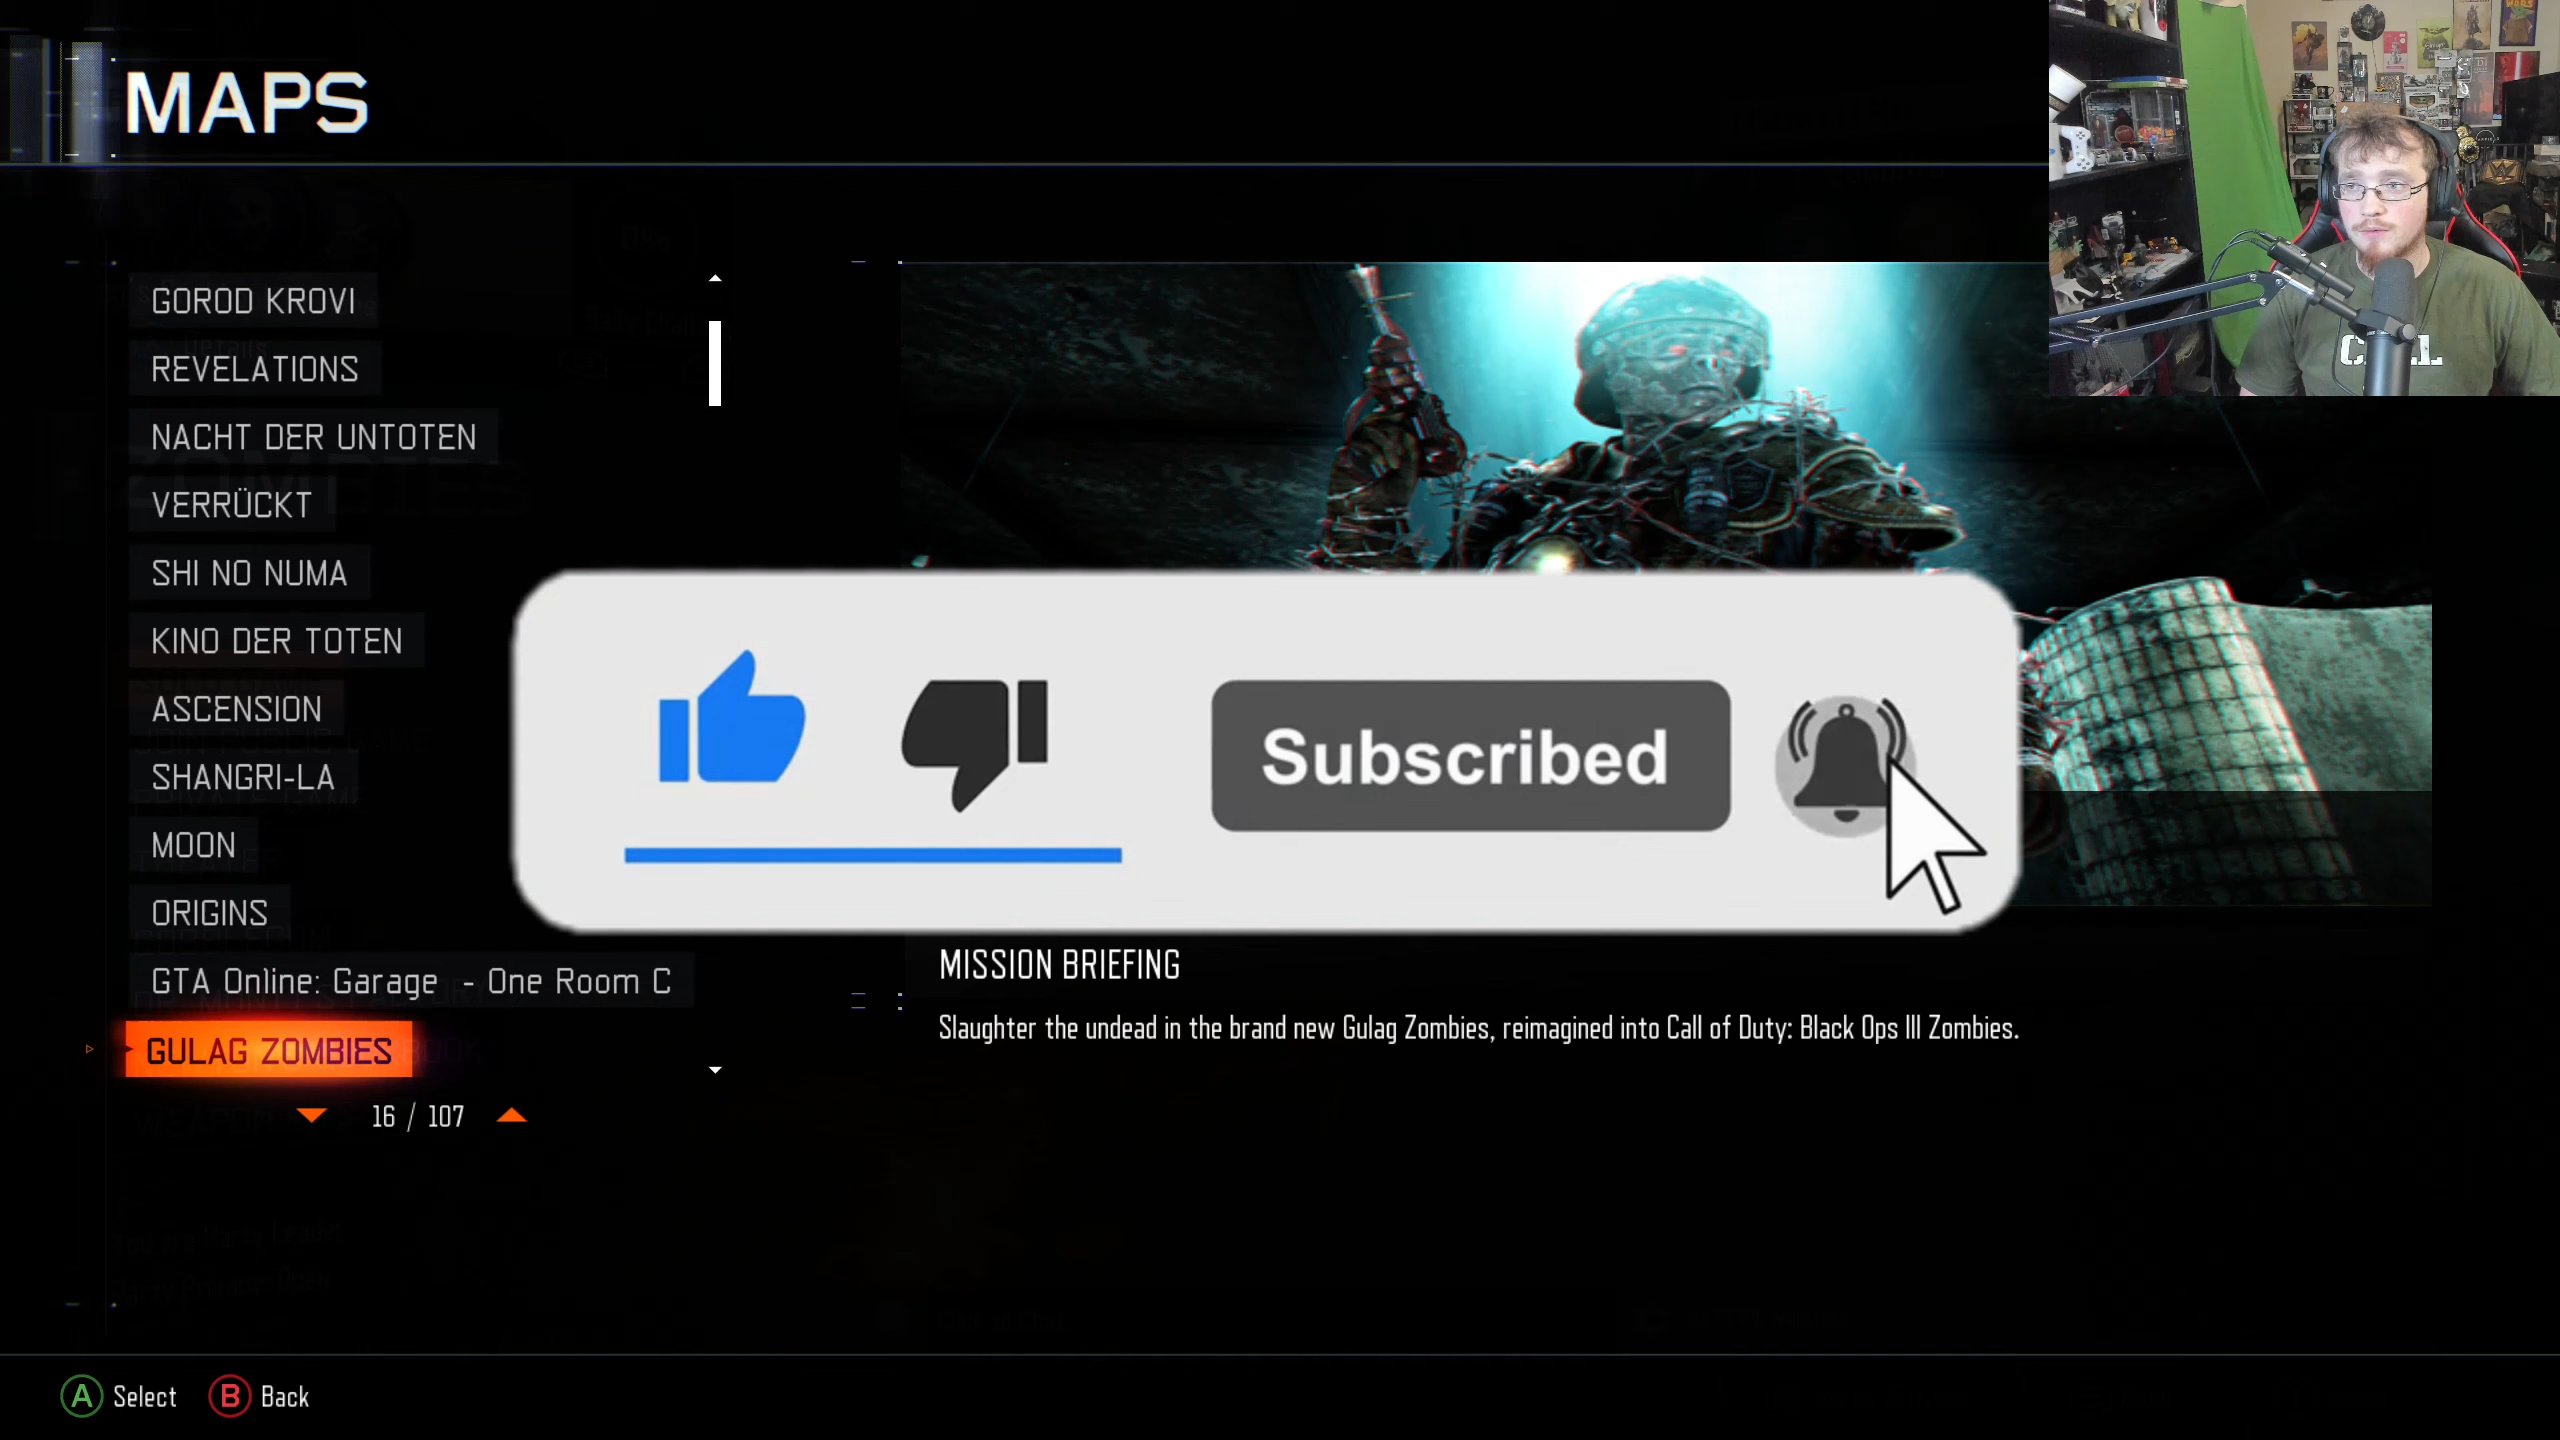 MAPS
GOROD KROVI
REVELATIONS
NACHT DER UNTOTEN
VERRÜCKT
SHI NO NUMA
KINO DER TOTEN
ASCENSION
SHANGRI-LA
MOON
ORIGINS
GTA Online: Garage - One Room C
GULAG ZOMBIES
16 / 107
Subscribed
MISSION BRIEFING
Slaughter the undead in the brand new Gulag Zombies, reimagined into Call of Duty: Black Ops III Zombies.
A Select B Back